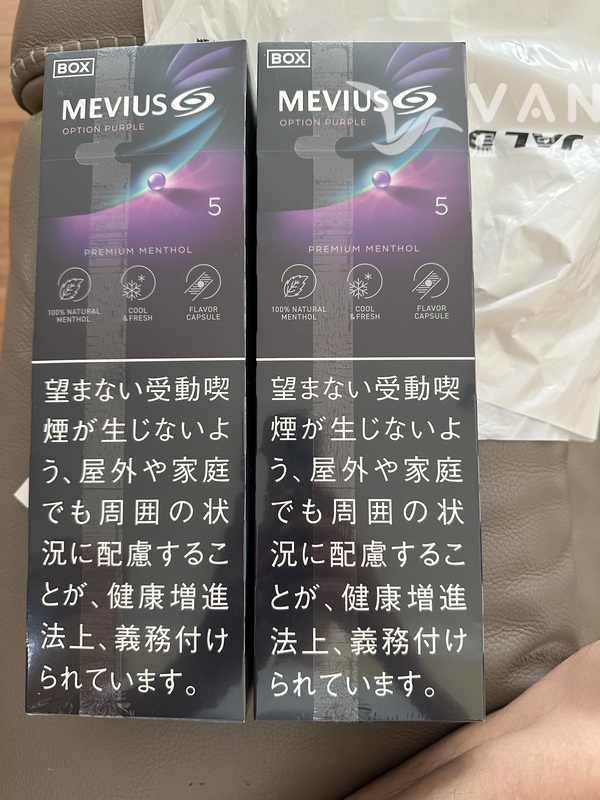 BOX
MEVIUS
OPTION PURPLE
5
PREMIUM MENTHOL
100% NATURAL MENTHOL
COOL & FRESH
FLAVOR CAPSULE
望まない受動喫
煙が生じないよ
う、屋外や家庭
でも周囲の状
況に配慮するこ
とが、健康増進
法上、義務付け
られています。
BOX
MEVIUS
OPTION PURPLE
5
PREMIUM MENTHOL
100% NATURAL MENTHOL
COOL & FRESH
FLAVOR CAPSULE
望まない受動喫
煙が生じないよ
う、屋外や家庭
でも周囲の状
況に配慮するこ
とが、健康増進
法上、義務付け
られています。
VAN
JAL D